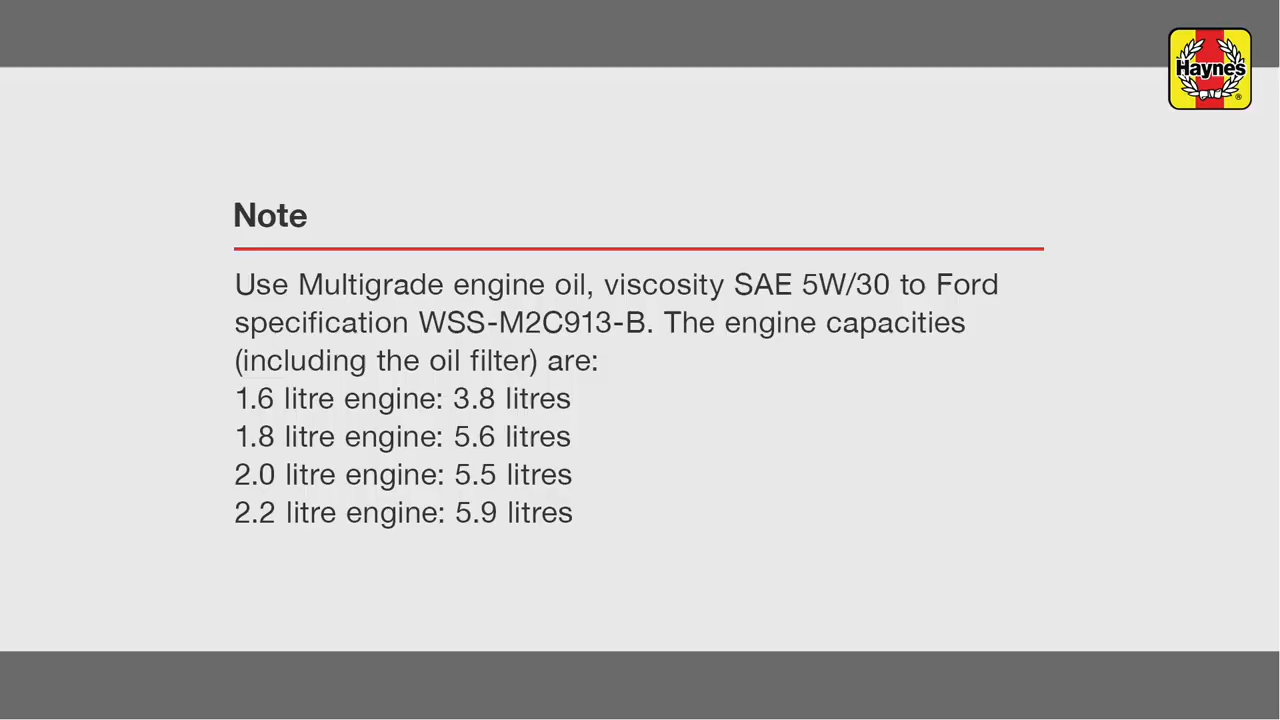 Haynes
®
Note
Use Multigrade engine oil, viscosity SAE 5W/30 to Ford
specification WSS-M2C913-B. The engine capacities
(including the oil filter) are:
1.6 litre engine: 3.8 litres
1.8 litre engine: 5.6 litres
2.0 litre engine: 5.5 litres
2.2 litre engine: 5.9 litres